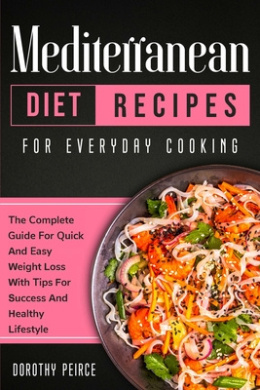 Mediterranean
DIET RECIPES
FOR EVERYDAY COOKING
The Complete
Guide For Quick
And Easy
Weight Loss
With Tips For
Success And
Healthy
Lifestyle
DOROTHY PEIRCE